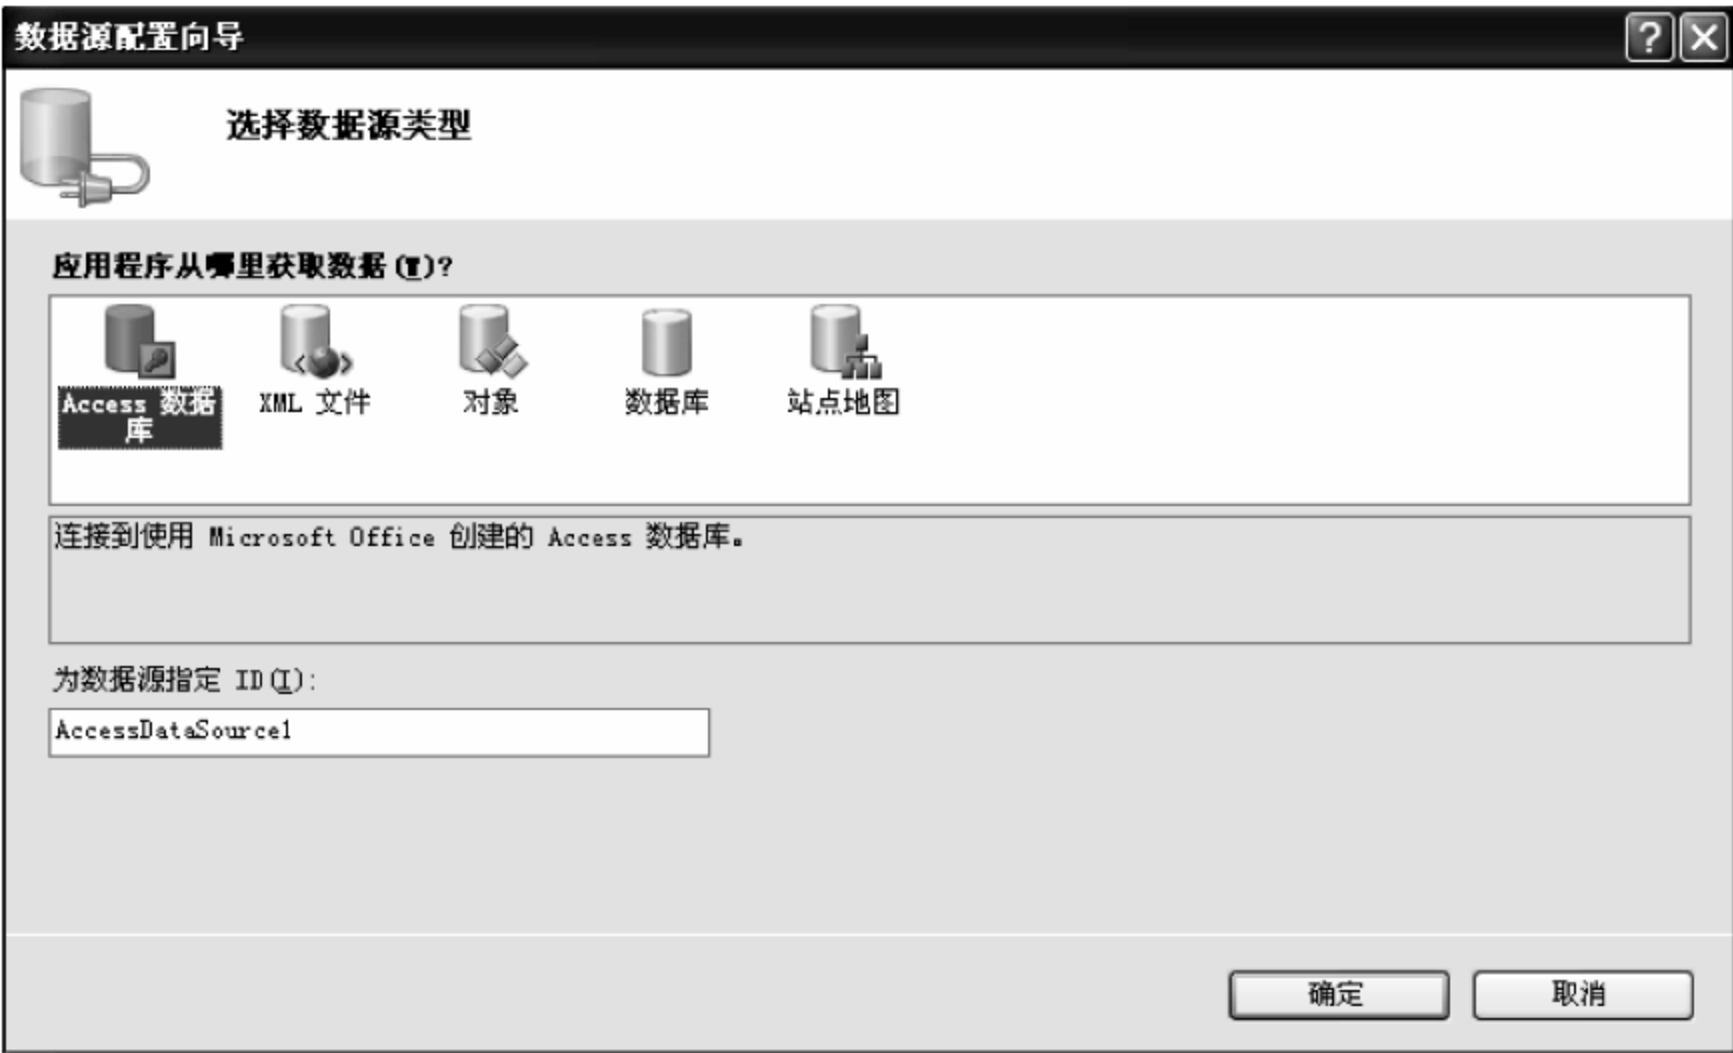 数据源配置向导
选择数据源类型
应用程序从哪里获取数据(W)?
Access 数据
库
XML 文件
对象
数据库
站点地图
连接到使用 Microsoft Office 创建的 Access 数据库。
为数据源指定 ID(I):
AccessDataSource1
确定
取消